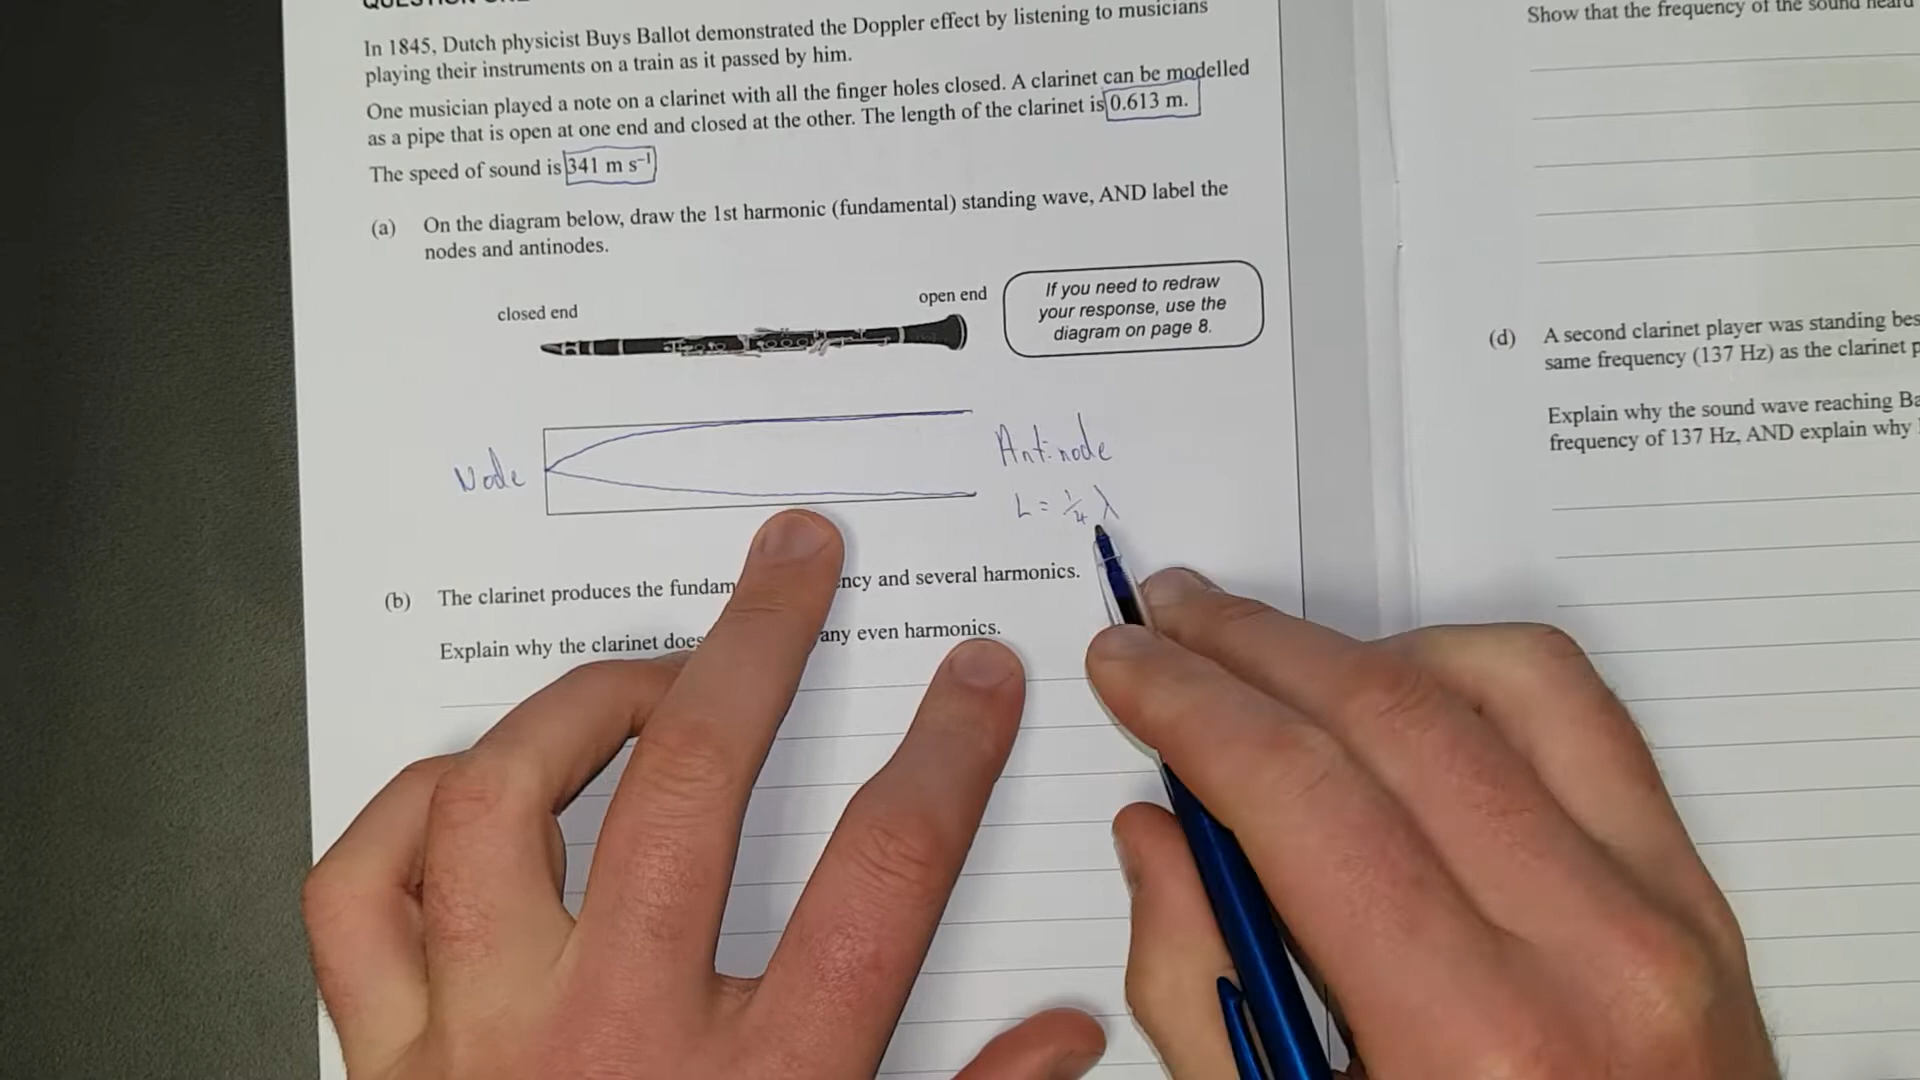 In 1845, Dutch physicist Buys Ballot demonstrated the Doppler effect by listening to musicians
playing their instruments on a train as it passed by him.
One musician played a note on a clarinet with all the finger holes closed. A clarinet can be modelled
as a pipe that is open at one end and closed at the other. The length of the clarinet is 0.613 m.
The speed of sound is 341 m s⁻¹
(a) On the diagram below, draw the 1st harmonic (fundamental) standing wave, AND label the
nodes and antinodes.
closed end
open end
If you need to redraw
your response, use the
diagram on page 8.
Node
Antinode
L = 1/4 λ
(b) The clarinet produces the fundam ncy and several harmonics.
Explain why the clarinet does any even harmonics.
Show that the frequency of the sound heard
(d) A second clarinet player was standing bes
same frequency (137 Hz) as the clarinet p
Explain why the sound wave reaching Ba
frequency of 137 Hz, AND explain why